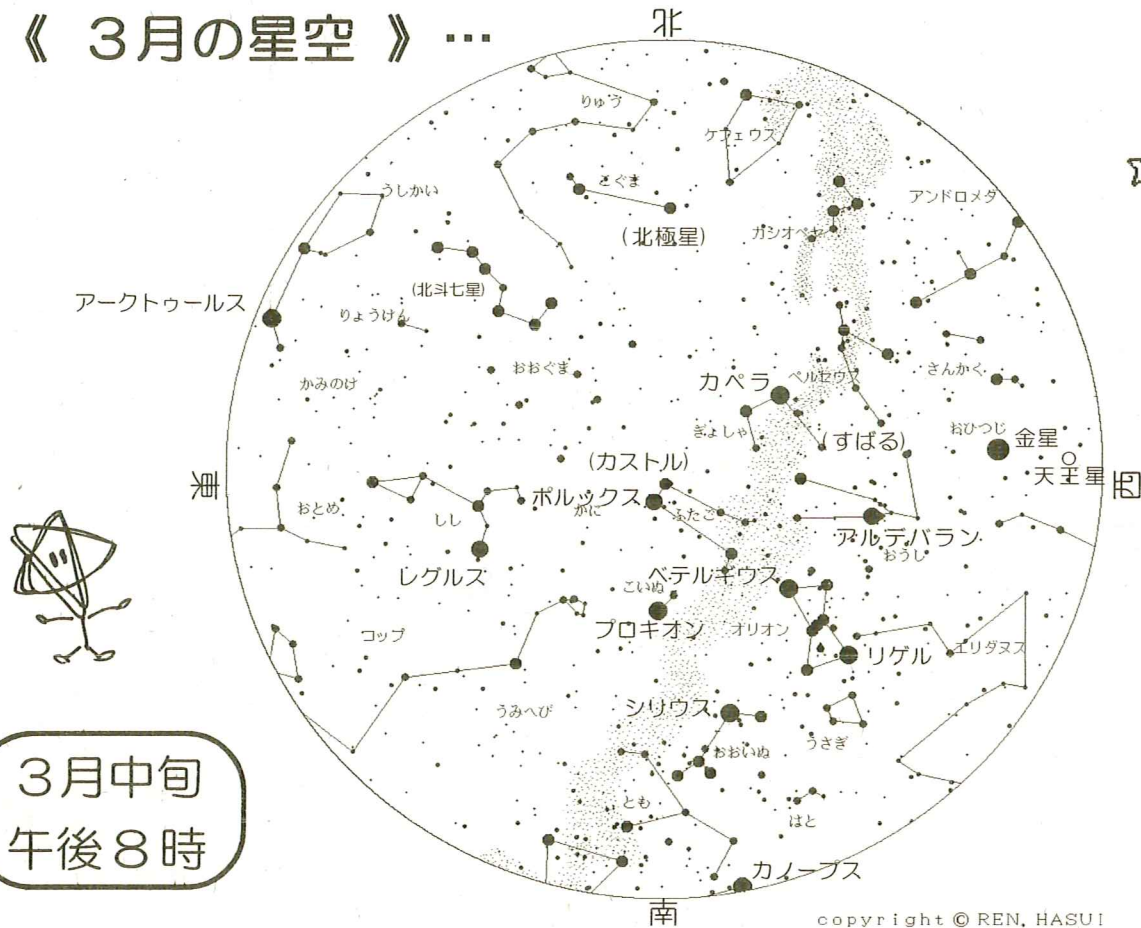 《 3月の星空 》…
北
りゅう
ケフェウス
こぐま
うしかい
アンドロメダ
(北極星)
カシオペヤ
(北斗七星)
アークトゥールス
りょうけん
おおぐま
さんかく
かみのけ
カペラ
ペルセウス
ぎょしゃ
(すばる)
おひつじ
金星
(カストル)
天王星
東
西
ポルックス
おとめ
しし
かに
ふたご
アルデバラン
おうし
レグルス
ベテルギウス
こいぬ
プロキオン
オリオン
コップ
リゲル
エリダヌス
シリウス
うみへび
うさぎ
おおいぬ
3月中旬
午後8時
とも
はと
カノープス
南
copyright © REN. HASUI